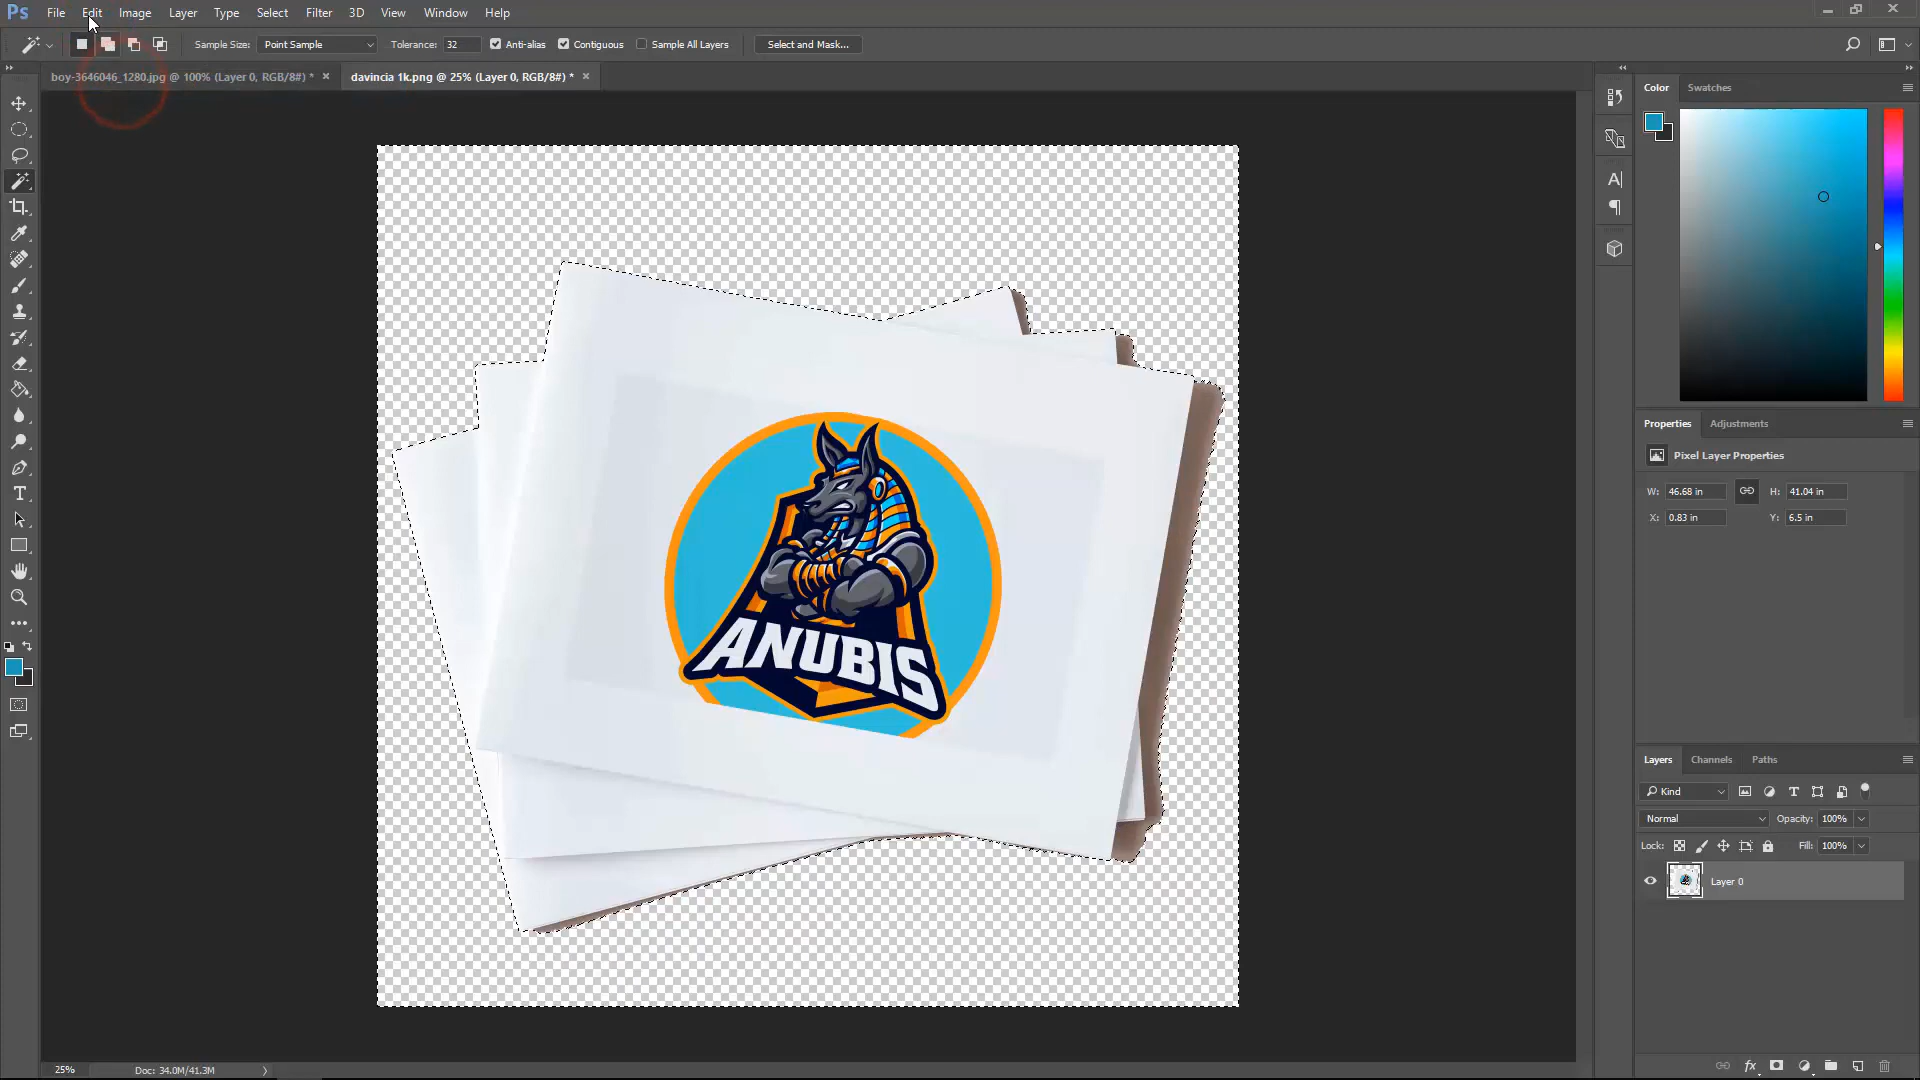 Ps File Edit Image Layer Type Select Filter 3D View Window Help
Sample Size: Point Sample Tolerance: 32 Anti-alias Contiguous Sample All Layers Select and Mask...
boy-3646046_1280.jpg @ 100% (Layer 0, RGB/8#) * × davincia 1k.png @ 25% (Layer 0, RGB/8#) * ×
Color Swatches
Properties Adjustments
Pixel Layer Properties
W: 46.68 in H: 41.04 in
X: 0.83 in Y: 6.5 in
ANUBIS
Layers Channels Paths
Kind
Normal Opacity: 100%
Lock: Fill: 100%
Layer 0
25% Doc: 34.0M/41.3M